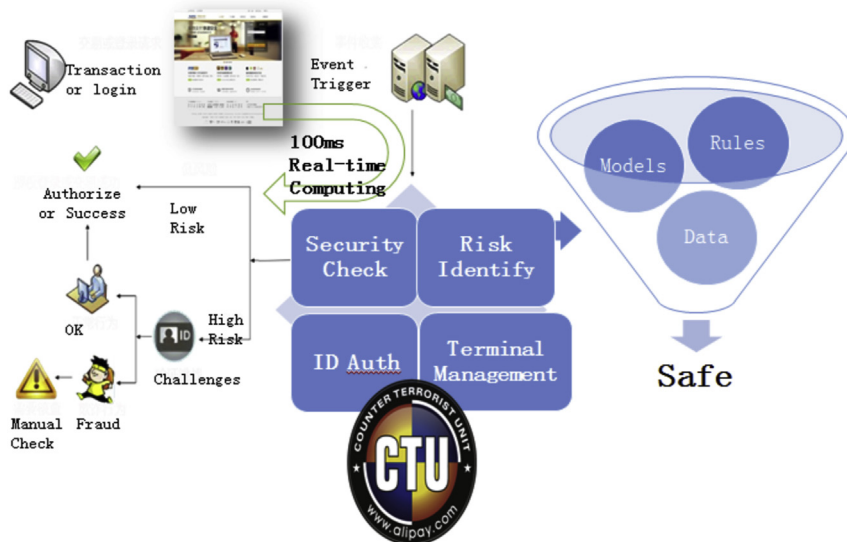 Transaction
or login
Event
Trigger
100ms
Real-time
Computing
Authorize
or Success
Low
Risk
High
Risk
ID
Challenges
OK
Manual
Check
Fraud
Security
Check
Risk
Identify
ID Auth
Terminal
Management
COUNTER TERRORIST UNIT
CTU
www.alipay.com
Models
Rules
Data
Safe